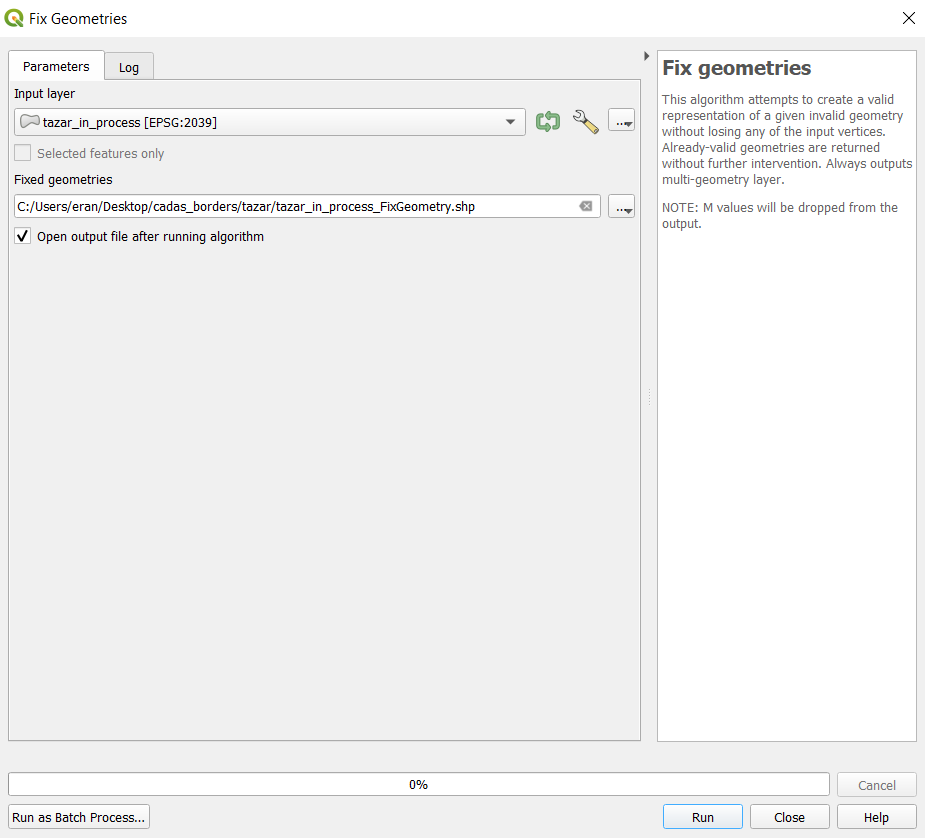 Fix Geometries
Parameters
Log
Input layer
tazar_in_process [EPSG:2039]
...
Selected features only
Fixed geometries
C:/Users/eran/Desktop/cadas_borders/tazar/tazar_in_process_FixGeometry.shp
...
Open output file after running algorithm
Fix geometries
This algorithm attempts to create a valid
representation of a given invalid geometry
without losing any of the input vertices.
Already-valid geometries are returned
without further intervention. Always outputs
multi-geometry layer.
NOTE: M values will be dropped from the
output.
0%
Cancel
Run as Batch Process...
Run
Close
Help